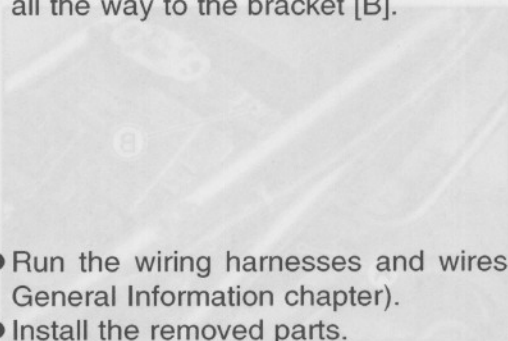 all the way to the bracket [B].
● Run the wiring harnesses and wires
General Information chapter).
● Install the removed parts.